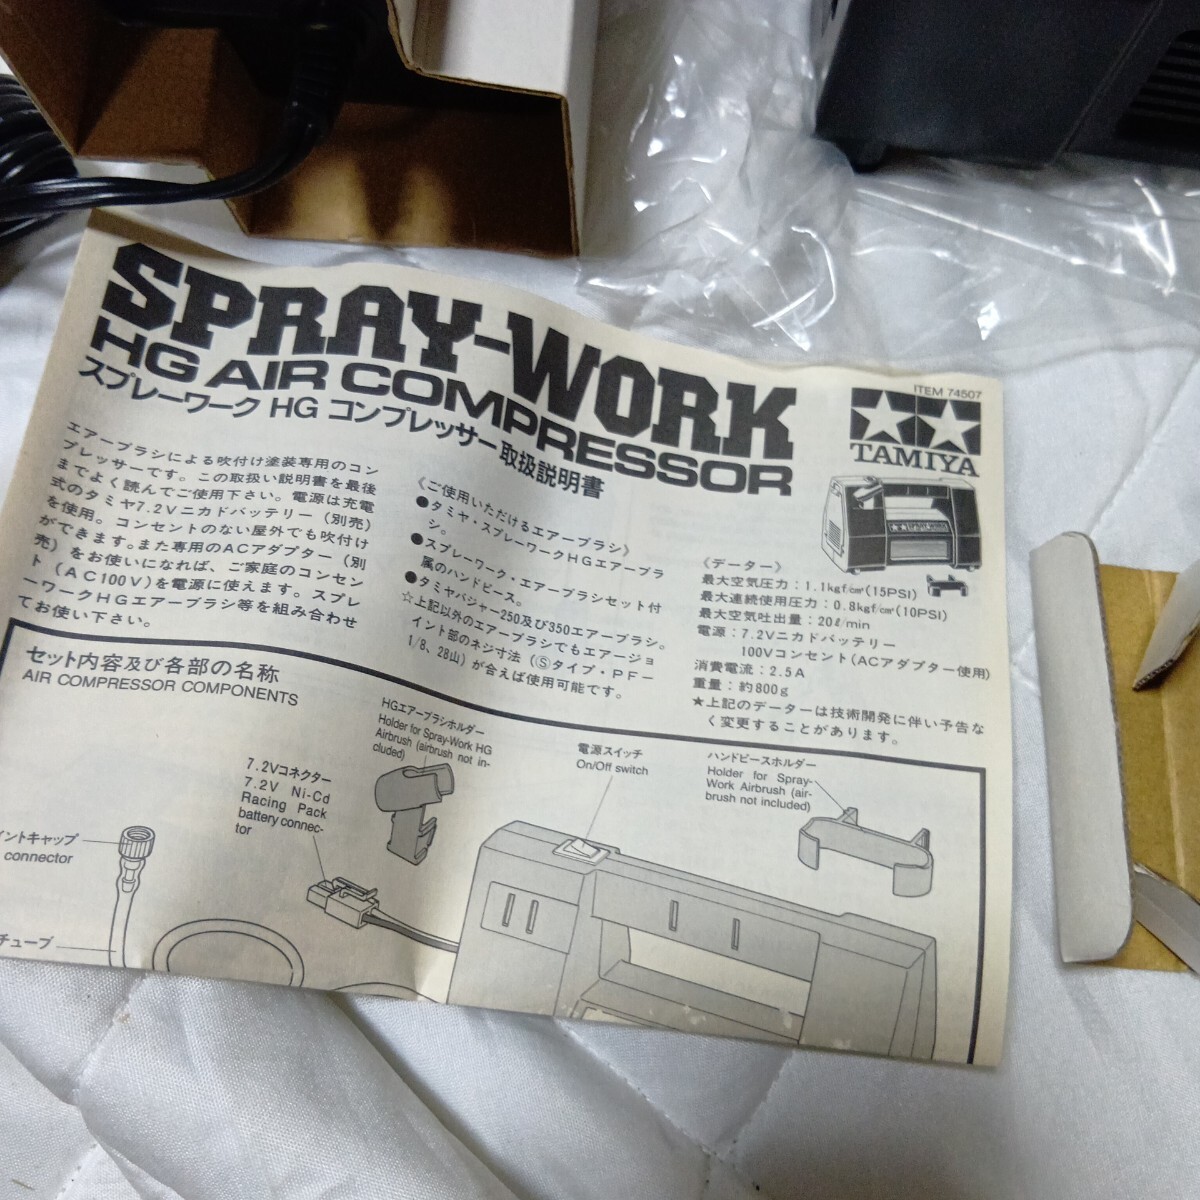 SPRAY-WORK
HG AIR COMPRESSOR
スプレーワーク HG コンプレッサー取扱説明書
ITEM 74507
TAMIYA
エアーブラシによる吹付け塗装専用のコン
プレッサーです。この取扱い説明書を最後
までよく読んでご使用下さい。電源は充電
式のタミヤ7.2Vニカドバッテリー（別売）
を使用。コンセントのない屋外でも吹付け
ができます。また専用のACアダプター（別
売）をお使いになれば、ご家庭のコンセン
ト（AC100V）を電源に使えます。スプレ
ーワークHGエアーブラシ等を組み合わせ
てお使い下さい。
《ご使用いただけるエアーブラシ》
●タミヤ・スプレーワークHGエアーブラ
シ。
●スプレーワーク・エアーブラシセット付
属のハンドピース。
●タミヤバジャー250及び350エアーブラシ。
☆上記以外のエアーブラシでもエアージョ
イント部のネジ寸法（Ⓢタイプ・PF－
1/8、28山）が合えば使用可能です。
SPRAY-WORK
《データー》
最大空気圧力：1.1kgf/cm²(15PSI)
最大連続使用圧力：0.8kgf/cm²(10PSI)
最大空気吐出量：20ℓ/min
電源：7.2Vニカドバッテリー
100Vコンセント(ACアダプター使用)
消費電流：2.5A
重量：約800g
★上記のデーターは技術開発に伴い予告な
く変更することがあります。
セット内容及び各部の名称
AIR COMPRESSOR COMPONENTS
HGエアーブラシホルダー
Holder for Spray-Work HG
Airbrush (airbrush not in-
cluded)
7.2Vコネクター
7.2V Ni-Cd
Racing Pack
battery connec-
tor
電源スイッチ
On/Off switch
ハンドピースホルダー
Holder for Spray-
Work Airbrush (air-
brush not included)
イントキャップ
connector
チューブ